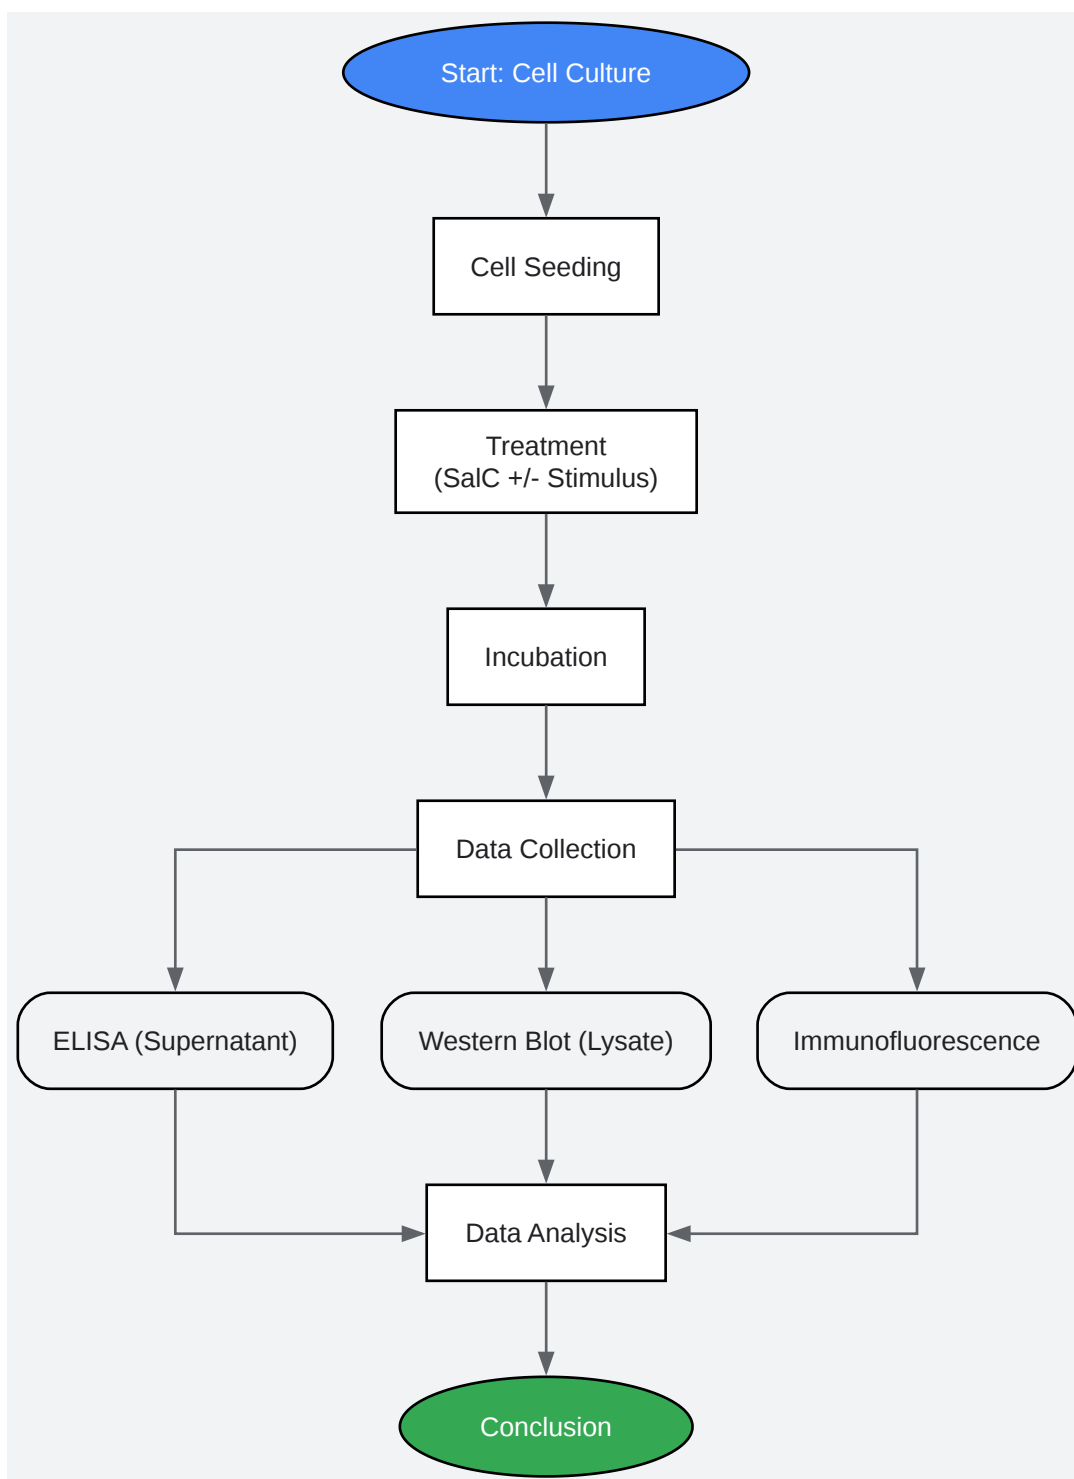 Start: Cell Culture
Cell Seeding
Treatment
(SalC +/- Stimulus)
Incubation
Data Collection
ELISA (Supernatant)
Western Blot (Lysate)
Immunofluorescence
Data Analysis
Conclusion